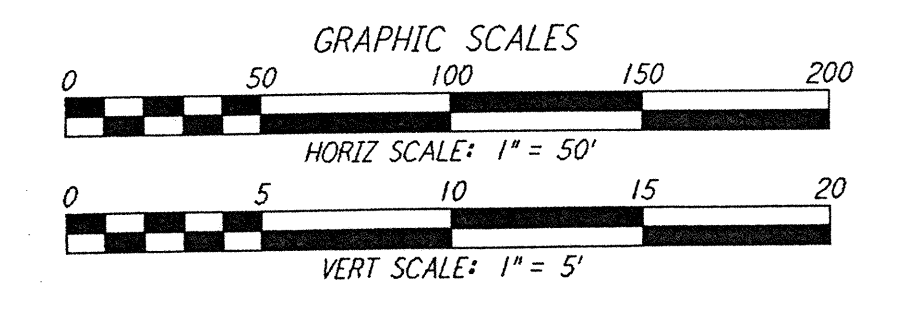 GRAPHIC SCALES
0 50 100 150 200
HORIZ SCALE: 1" = 50'
0 5 10 15 20
VERT SCALE: 1" = 5'